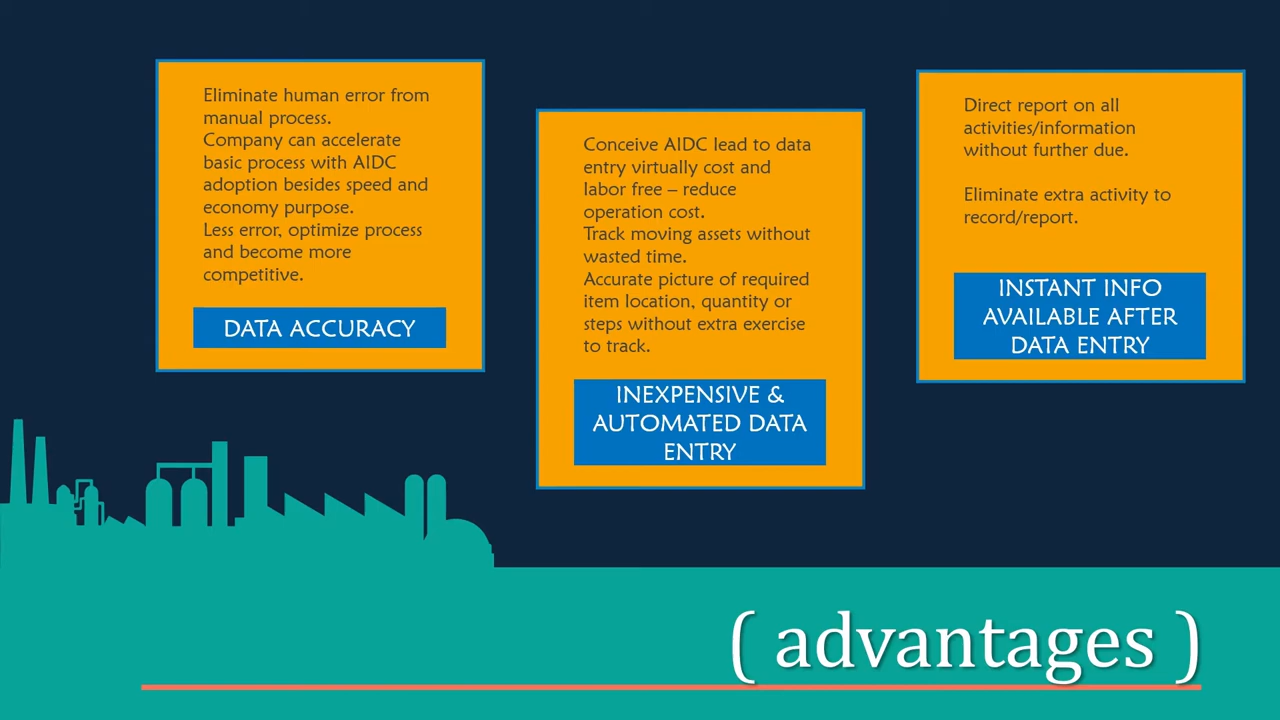 Eliminate human error from
manual process.
Company can accelerate
basic process with AIDC
adoption besides speed and
economy purpose.
Less error, optimize process
and become more
competitive.
DATA ACCURACY
Conceive AIDC lead to data
entry virtually cost and
labor free – reduce
operation cost.
Track moving assets without
wasted time.
Accurate picture of required
item location, quantity or
steps without extra exercise
to track.
INEXPENSIVE &
AUTOMATED DATA
ENTRY
Direct report on all
activities/information
without further due.
Eliminate extra activity to
record/report.
INSTANT INFO
AVAILABLE AFTER
DATA ENTRY
( advantages )